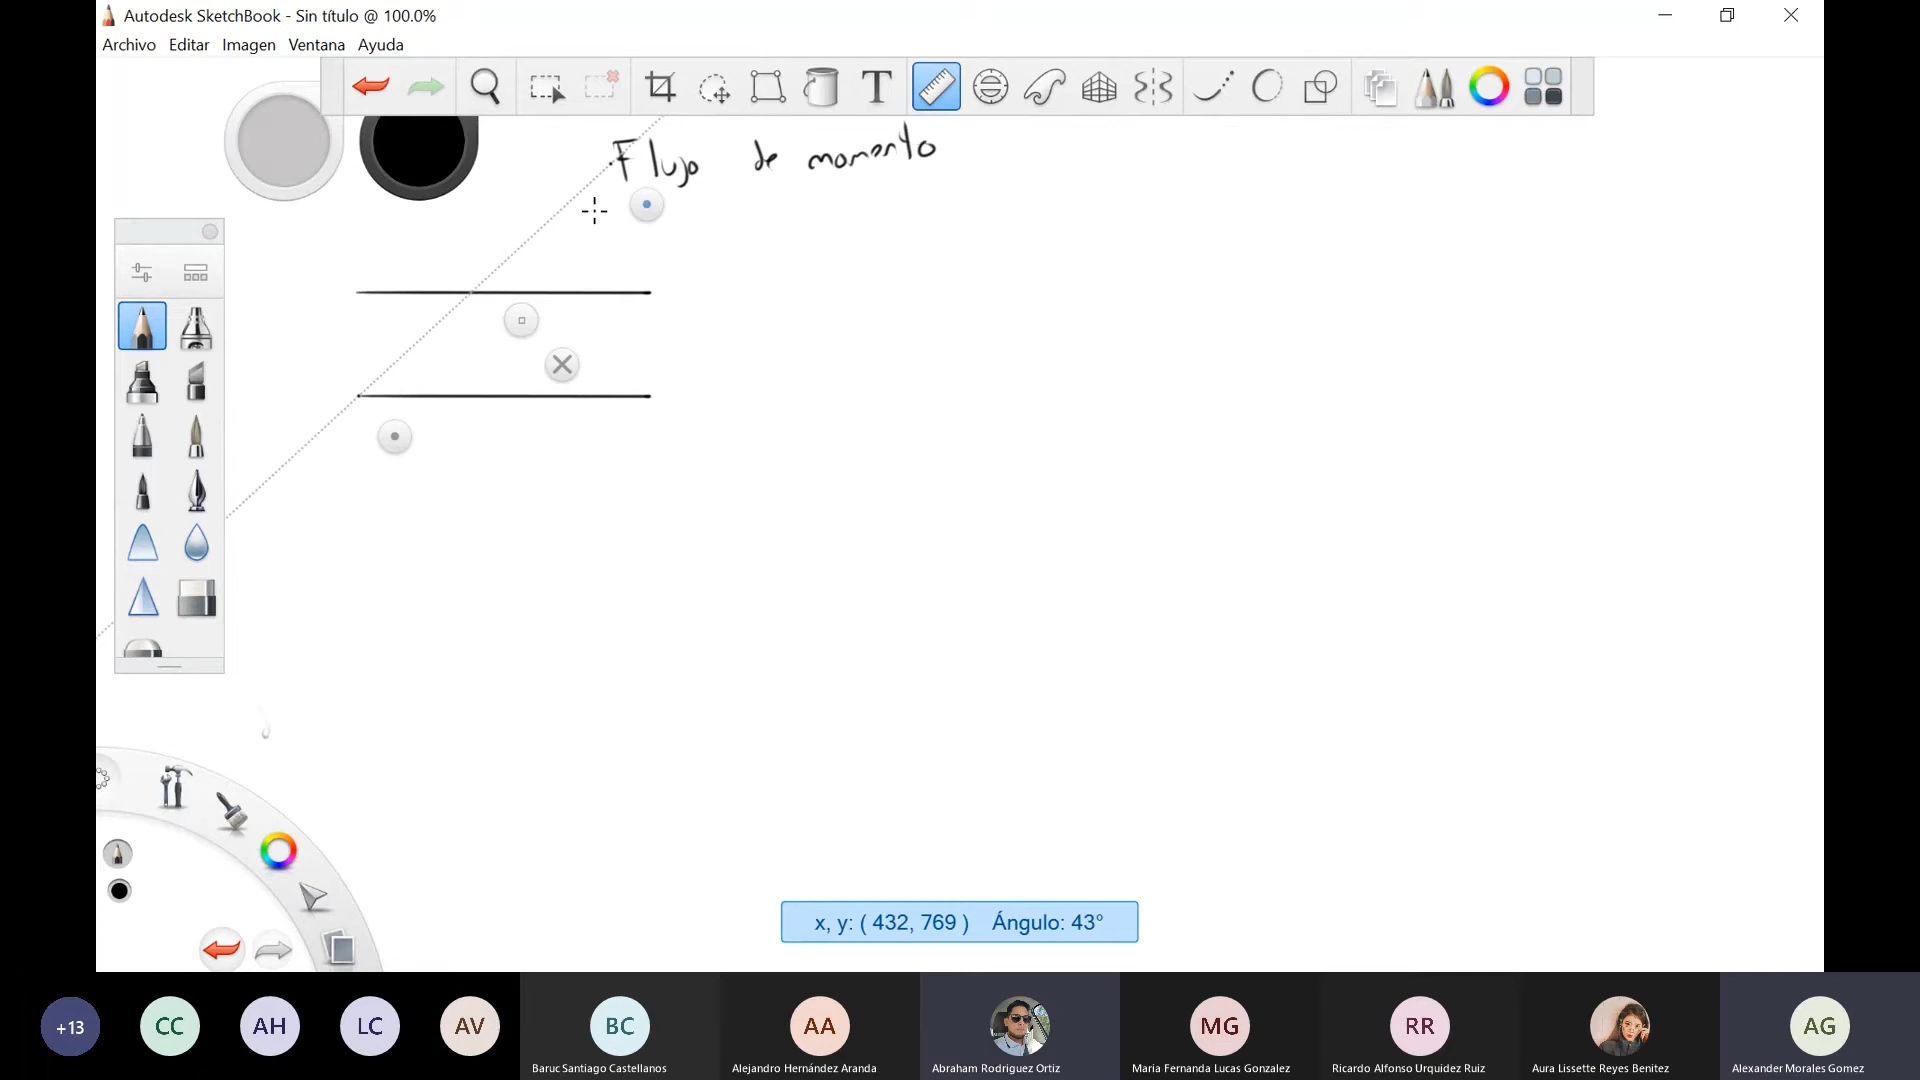 Autodesk SketchBook - Sin título @ 100.0%
Archivo Editar Imagen Ventana Ayuda
Flujo de momento
x, y: ( 432, 769 ) Ángulo: 43°
+13
CC
AH
LC
AV
BC
AA
MG
RR
AG
Baruc Santiago Castellanos
Alejandro Hernández Aranda
Abraham Rodriguez Ortiz
Maria Fernanda Lucas Gonzalez
Ricardo Alfonso Urquidez Ruiz
Aura Lissette Reyes Benitez
Alexander Morales Gomez